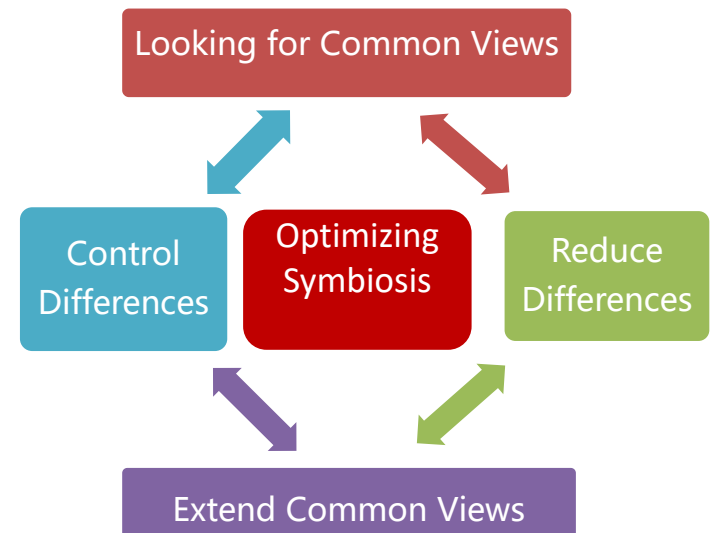 Looking for Common Views
Control
Differences
Optimizing
Symbiosis
Reduce
Differences
Extend Common Views